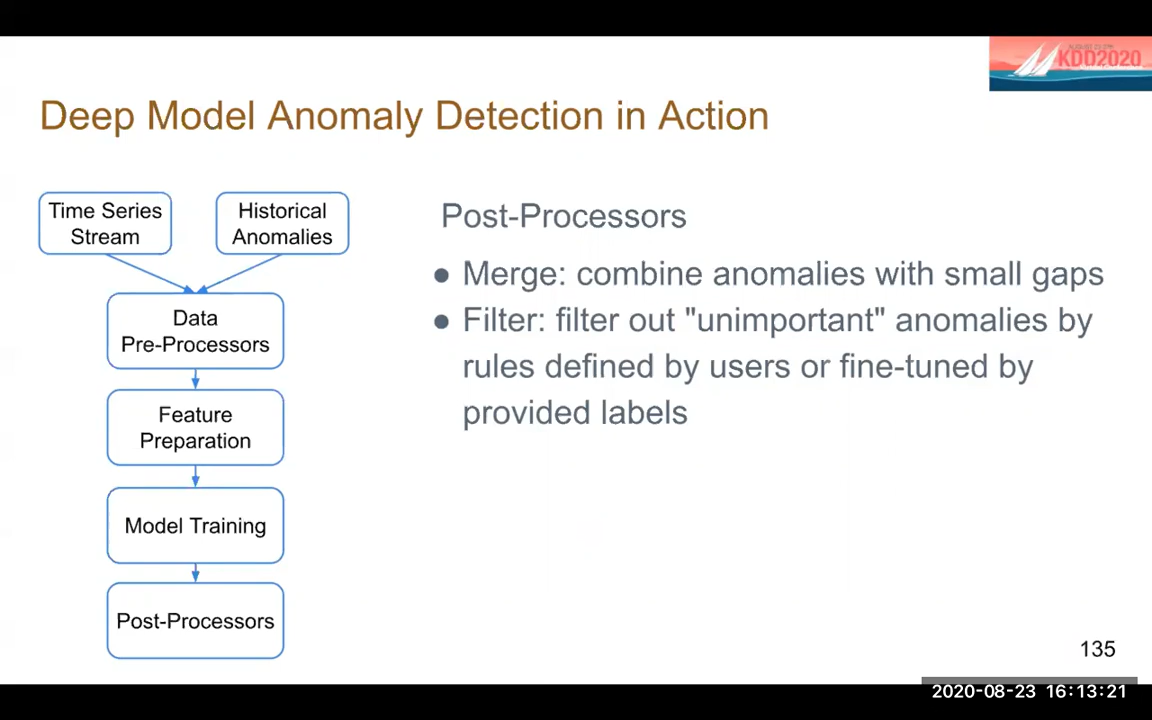 KDD2020
Deep Model Anomaly Detection in Action
Time Series
Stream
Historical
Anomalies
Data
Pre-Processors
Feature
Preparation
Model Training
Post-Processors
Post-Processors
● Merge: combine anomalies with small gaps
● Filter: filter out "unimportant" anomalies by
rules defined by users or fine-tuned by
provided labels
135
2020-08-23 16:13:21